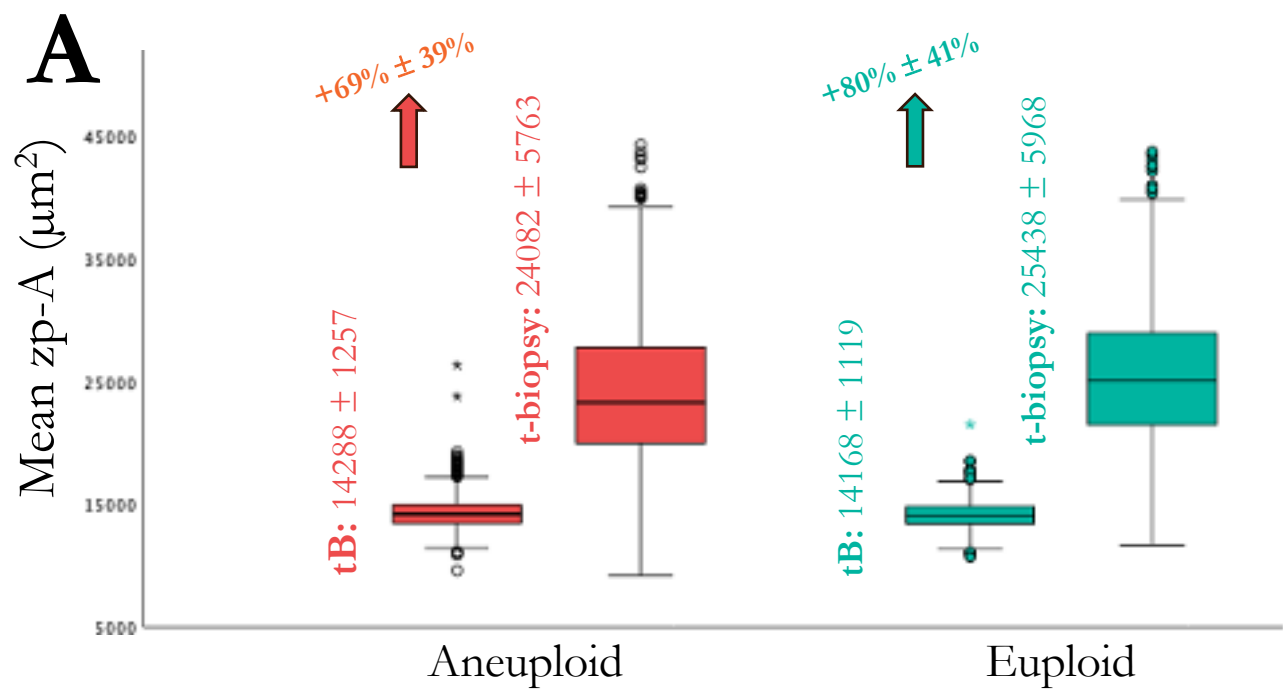 A
Mean zp-A (μm²)
45000
35000
25000
15000
5000
+69% ± 39%
tB: 14288 ± 1257
t-biopsy: 24082 ± 5763
+80% ± 41%
tB: 14168 ± 1119
t-biopsy: 25438 ± 5968
Aneuploid
Euploid